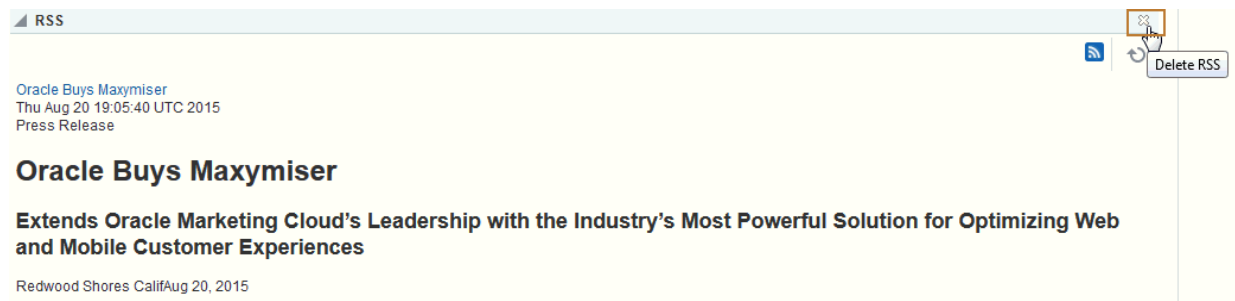 RSS
Delete RSS
Oracle Buys Maxymiser
Thu Aug 20 19:05:40 UTC 2015
Press Release
Oracle Buys Maxymiser
Extends Oracle Marketing Cloud’s Leadership with the Industry’s Most Powerful Solution for Optimizing Web
and Mobile Customer Experiences
Redwood Shores CalifAug 20, 2015